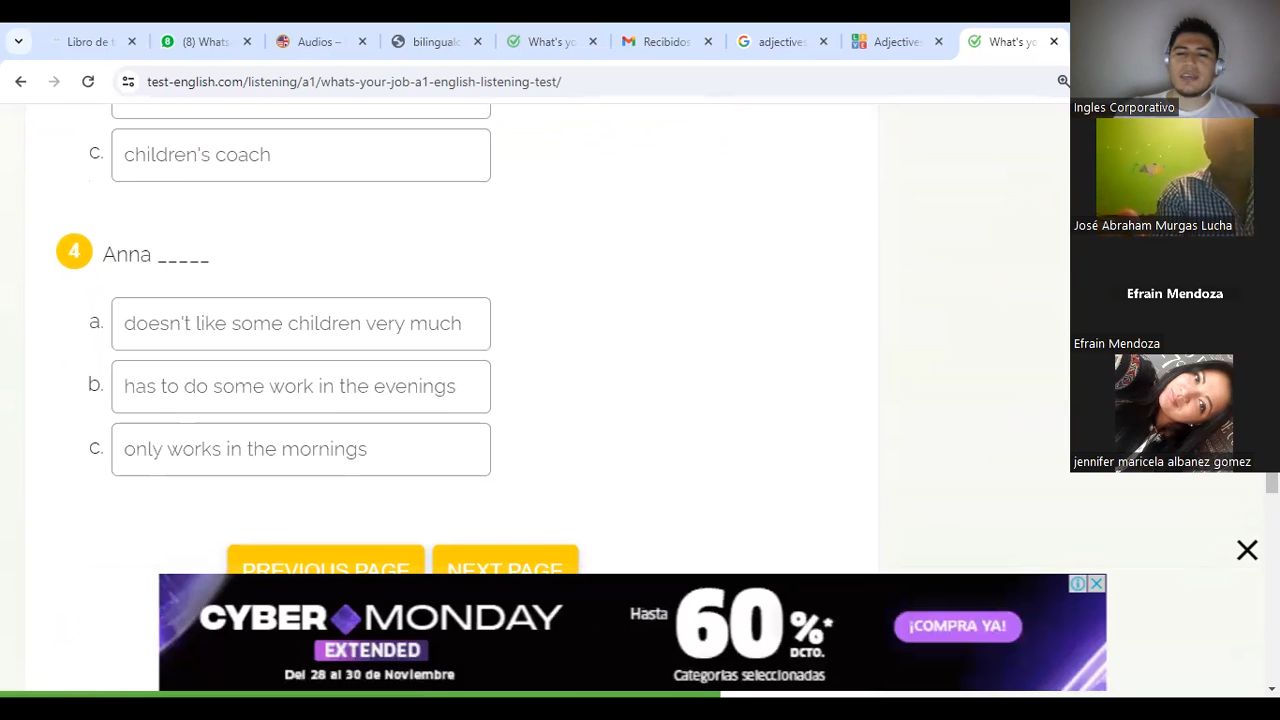 Libro de t
(8) Whats
Audios –
bilingualc
What's yo
Recibidos
adjectives
Adjective
What's yo
test-english.com/listening/a1/whats-your-job-a1-english-listening-test/
Ingles Corporativo
José Abraham Murgas Lucha
Efrain Mendoza
Efrain Mendoza
jennifer maricela albanez gomez
c. children's coach
4 Anna _____
a. doesn't like some children very much
b. has to do some work in the evenings
c. only works in the mornings
PREVIOUS PAGE
NEXT PAGE
CYBER MONDAY
EXTENDED
Del 28 al 30 de Noviembre
Hasta 60%*
DCTO.
Categorías seleccionadas
¡COMPRA YA!